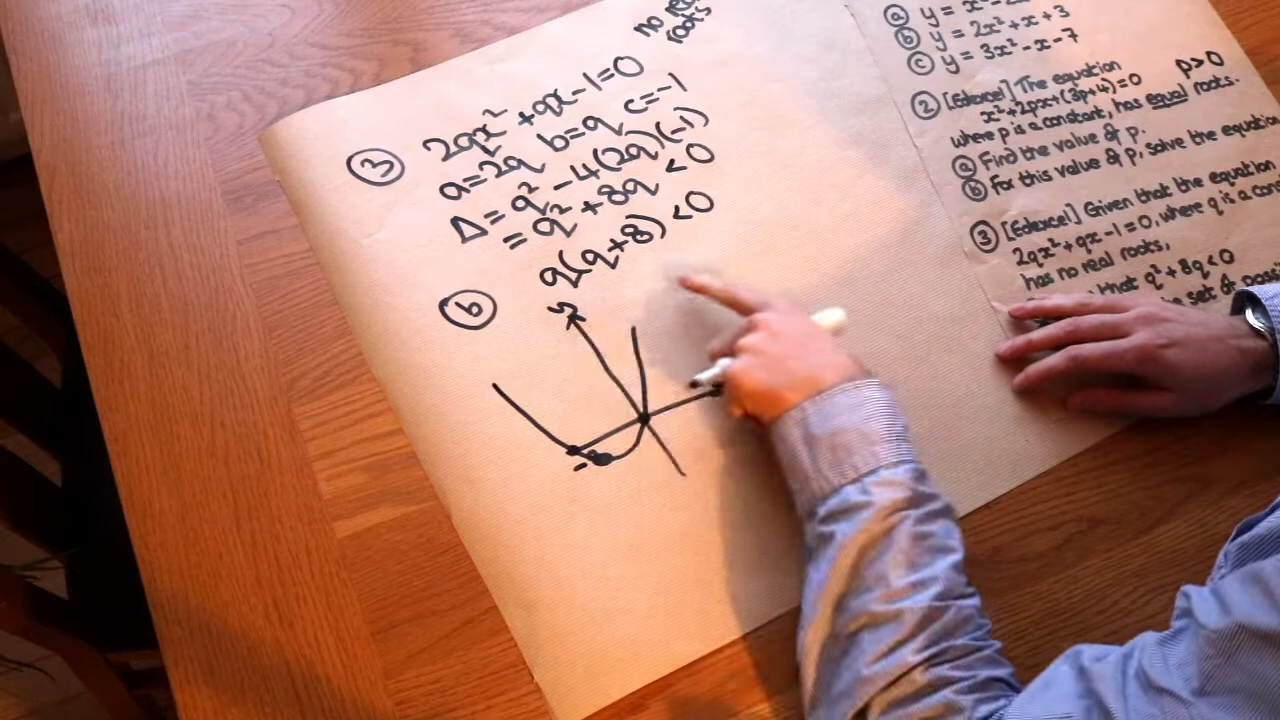 no real
roots
③ 2qx² + qx - 1 = 0
a = 2q b = q c = -1
Δ = q² - 4(2q)(-1)
= q² + 8q < 0
ⓑ q(q+8) < 0
y
ⓐ y = x²
ⓑ y = 2x² + x + 3
ⓒ y = 3x² - x - 7
② [Edexcel] The equation
x² + 2px + (3p+4) = 0 p > 0
where p is a constant, has equal roots.
ⓐ Find the value of p.
ⓑ For this value of p, solve the equation
③ [Edexcel] Given that the equation
2qx² + qx - 1 = 0, where q is a
has no real roots,
that q² + 8q < 0
set of